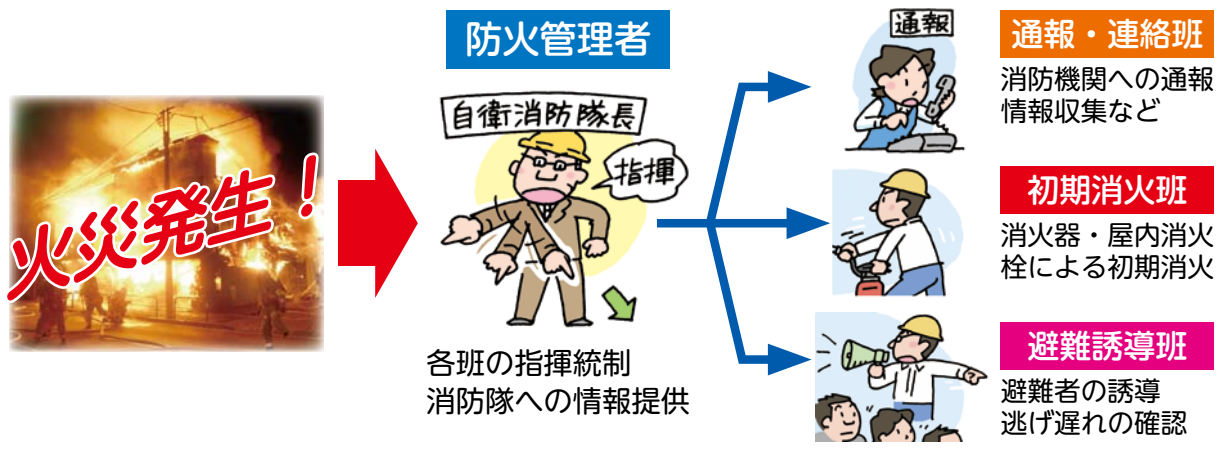 火災発生！
防火管理者
自衛消防隊長
指揮
各班の指揮統制
消防隊への情報提供
通報
通報・連絡班
消防機関への通報
情報収集など
初期消火班
消火器・屋内消火
栓による初期消火
避難誘導班
避難者の誘導
逃げ遅れの確認